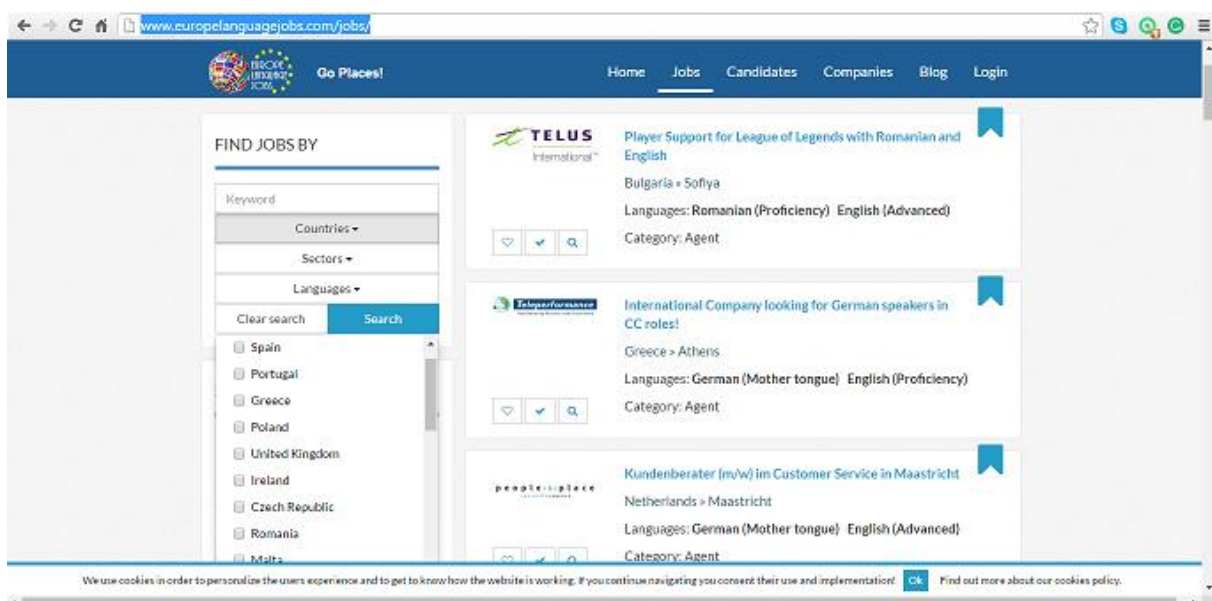 www.europelanguagejobs.com/jobs/
EUROPE
LANGUAGE
JOBS
Go Places!
Home Jobs Candidates Companies Blog Login
FIND JOBS BY
Keyword
Countries
Sectors
Languages
Clear search Search
Spain
Portugal
Greece
Poland
United Kingdom
Ireland
Czech Republic
Romania
Malta
TELUS
International
Player Support for League of Legends with Romanian and
English
Bulgaria » Sofiya
Languages: Romanian (Proficiency) English (Advanced)
Category: Agent
Teleperformance
International Company looking for German speakers in
CC roles!
Greece » Athens
Languages: German (Mother tongue) English (Proficiency)
Category: Agent
people place
Kundenberater (m/w) im Customer Service in Maastricht
Netherlands » Maastricht
Languages: German (Mother tongue) English (Advanced)
Category: Agent
We use cookies in order to personalize the users experience and to get to know how the website is working. If you continue navigating you consent their use and implementation! Ok Find out more about our cookies policy.